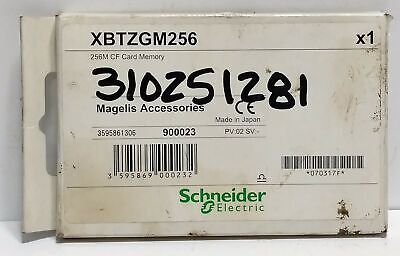 XBTZGM256 x1
256M CF Card Memory
310251281
Magelis Accessories CE
Made in Japan
3595861306 900023 PV:02 SV:-
3 595869 000232
*070317F*
Schneider
Electric